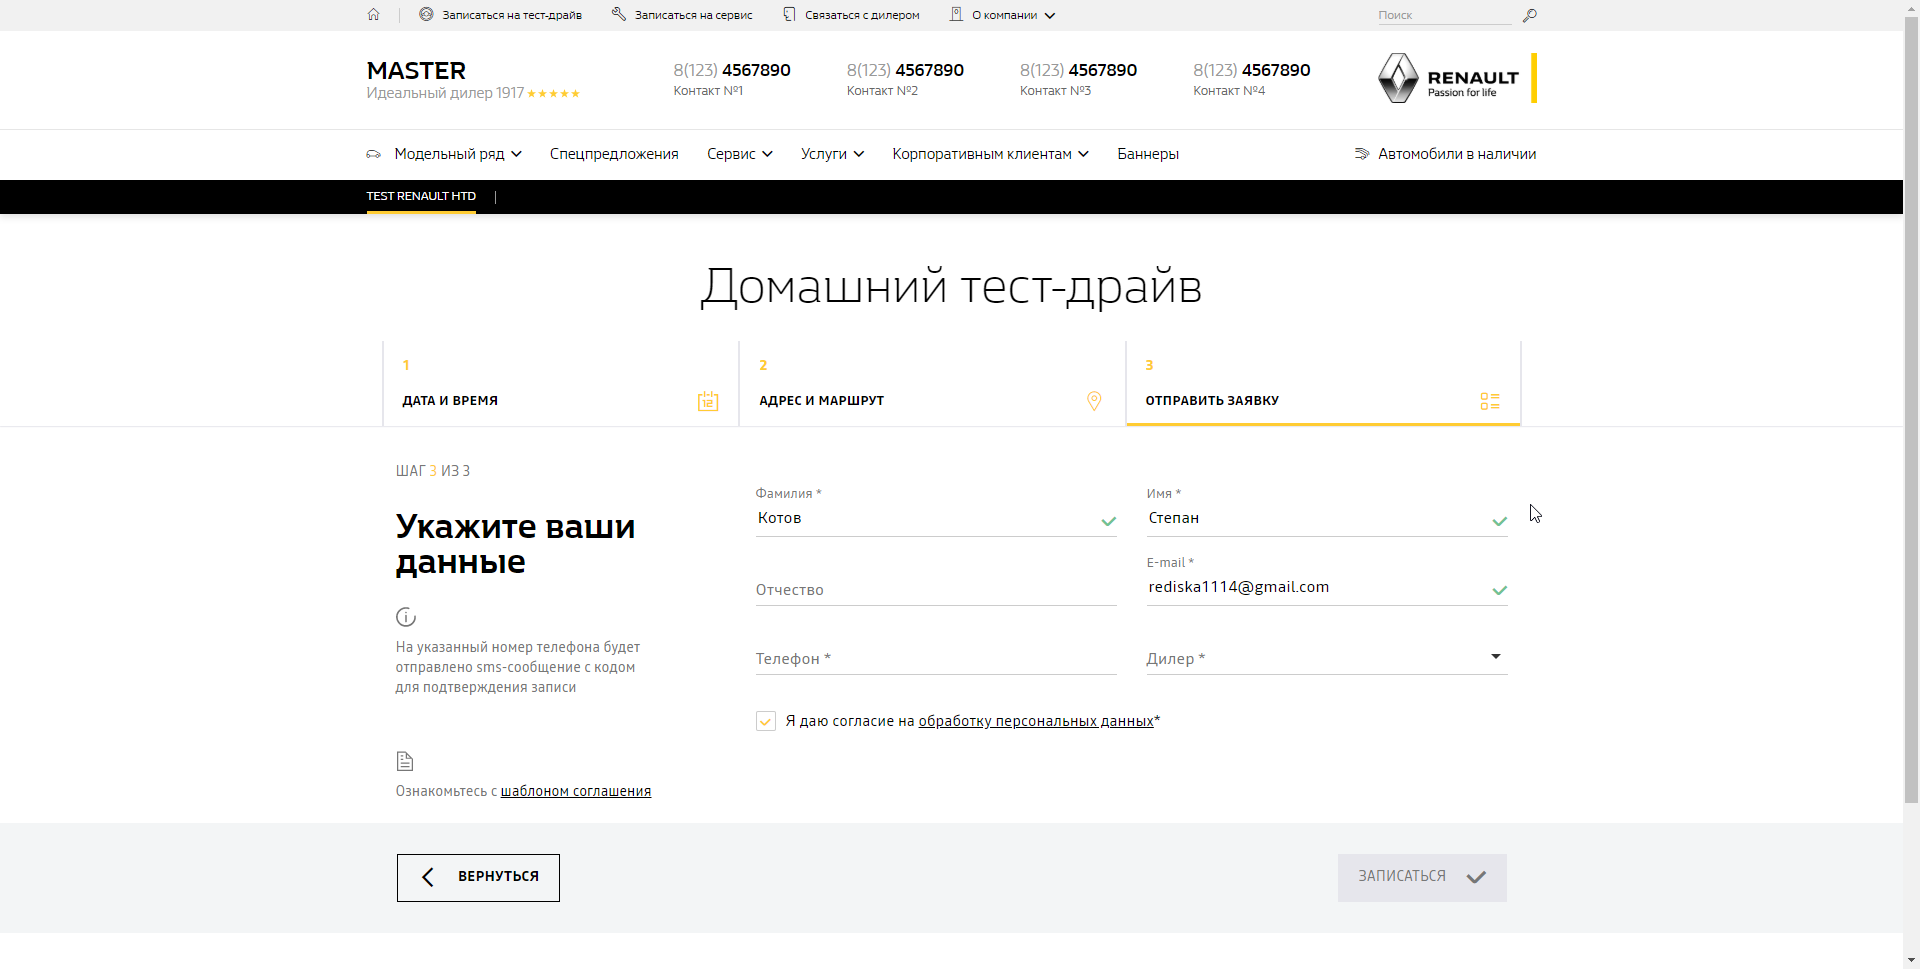 Записаться на тест-драйв Записаться на сервис Связаться с дилером О компании Поиск
MASTER
Идеальный дилер 1917 ★★★★★
8(123) 4567890
Контакт №1
8(123) 4567890
Контакт №2
8(123) 4567890
Контакт №3
8(123) 4567890
Контакт №4
RENAULT
Passion for life
Модельный ряд Спецпредложения Сервис Услуги Корпоративным клиентам Баннеры Автомобили в наличии
TEST RENAULT HTD |
Домашний тест-драйв
1
ДАТА И ВРЕМЯ
12
2
АДРЕС И МАРШРУТ
3
ОТПРАВИТЬ ЗАЯВКУ
ШАГ 3 ИЗ 3
Укажите ваши
данные
На указанный номер телефона будет
отправлено sms-сообщение с кодом
для подтверждения записи
Ознакомьтесь с шаблоном соглашения
Фамилия *
Котов
Имя *
Степан
Отчество
E-mail *
rediska1114@gmail.com
Телефон *
Дилер *
Я даю согласие на обработку персональных данных*
ВЕРНУТЬСЯ
ЗАПИСАТЬСЯ